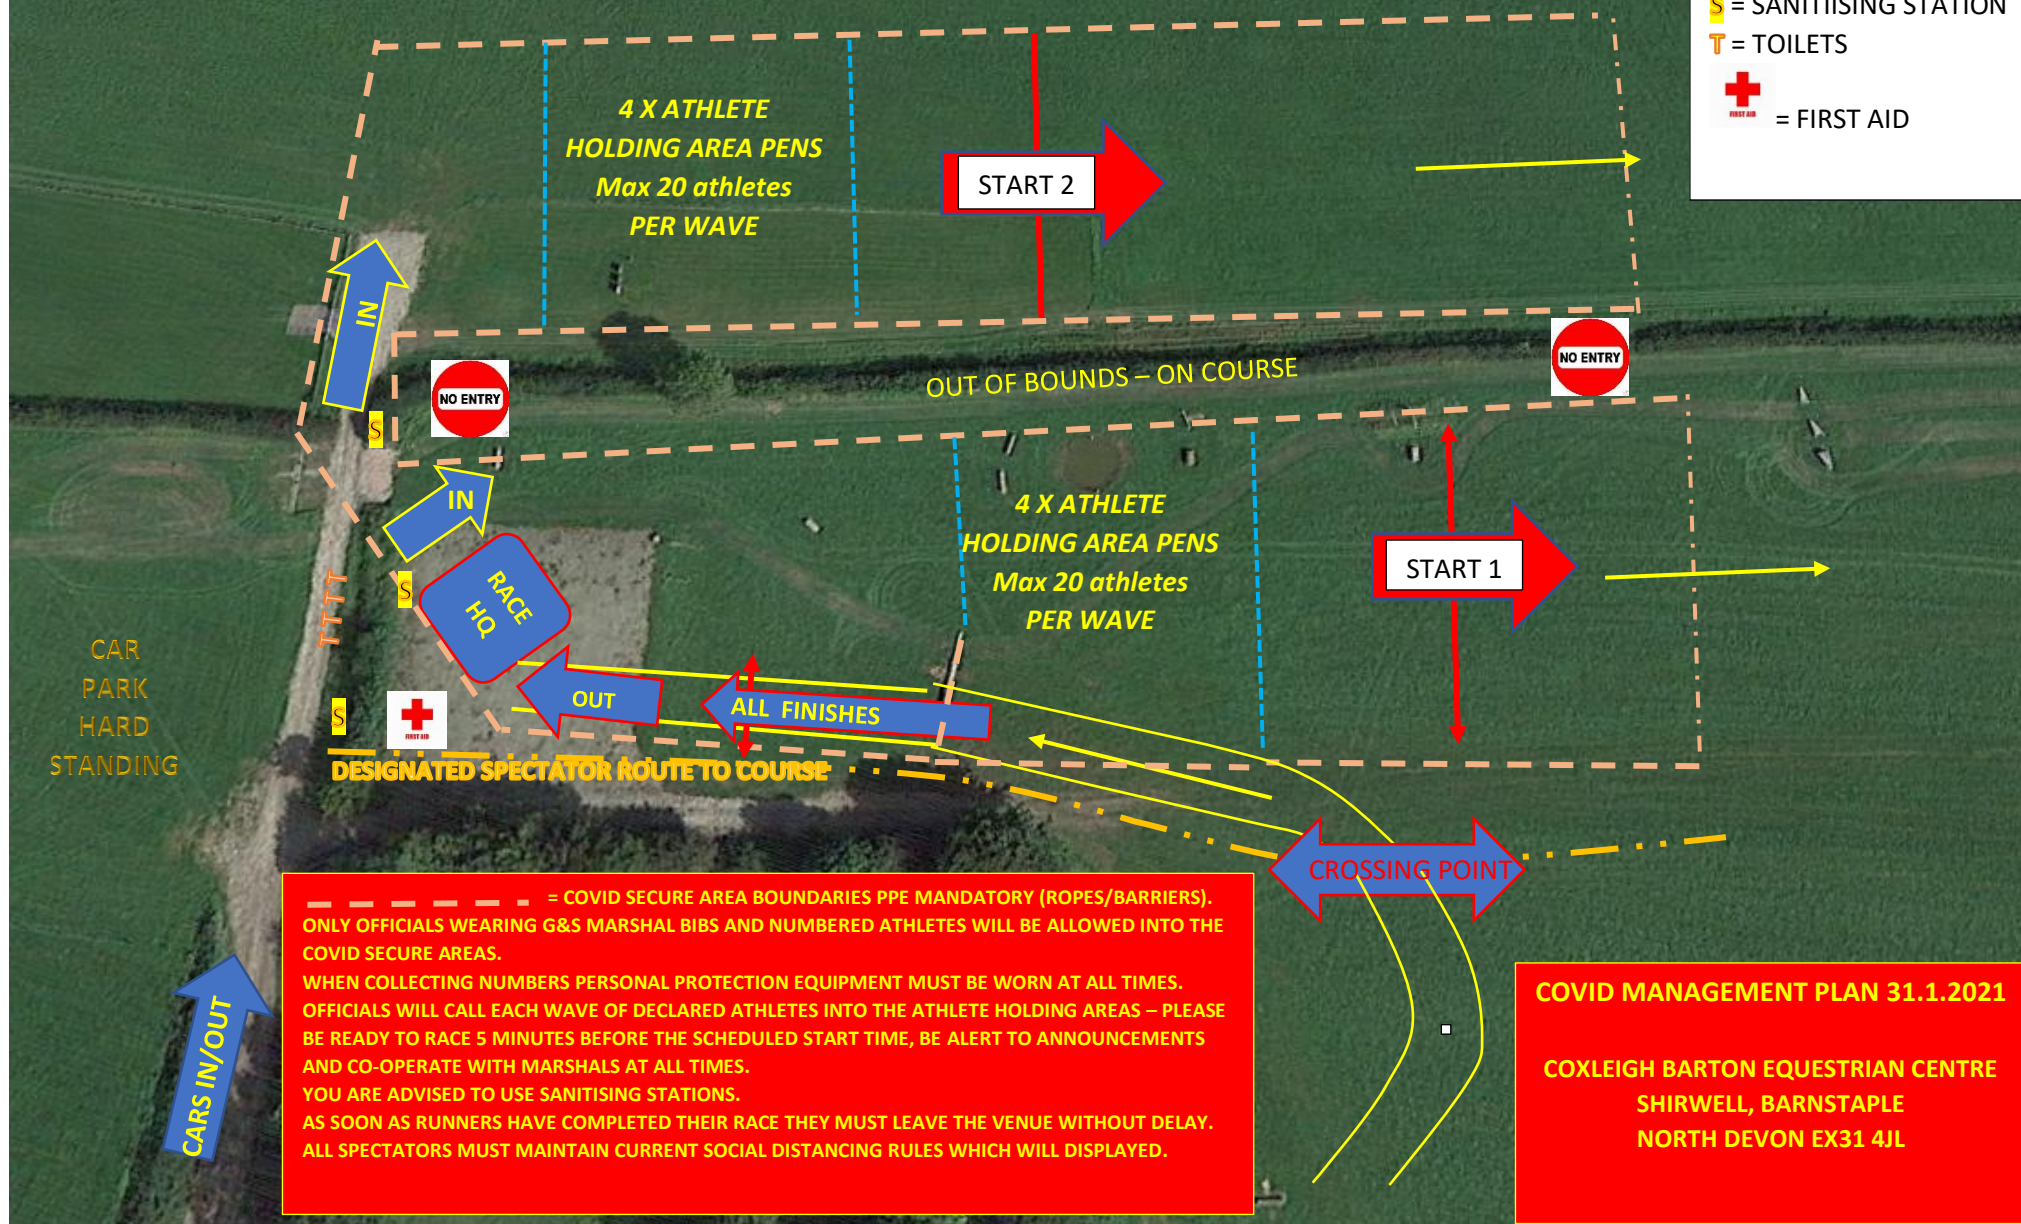 S = SANITIISING STATION
T = TOILETS
FIRST AID
= FIRST AID
4 X ATHLETE
HOLDING AREA PENS
Max 20 athletes
PER WAVE
START 2
IN
NO ENTRY
NO ENTRY
OUT OF BOUNDS – ON COURSE
S
IN
4 X ATHLETE
HOLDING AREA PENS
Max 20 athletes
PER WAVE
START 1
S
RACE
HQ
TTTT
CAR
PARK
HARD
STANDING
S
FIRST AID
OUT
ALL FINISHES
DESIGNATED SPECTATOR ROUTE TO COURSE
CROSSING POINT
CARS IN/OUT
= COVID SECURE AREA BOUNDARIES PPE MANDATORY (ROPES/BARRIERS).
ONLY OFFICIALS WEARING G&S MARSHAL BIBS AND NUMBERED ATHLETES WILL BE ALLOWED INTO THE
COVID SECURE AREAS.
WHEN COLLECTING NUMBERS PERSONAL PROTECTION EQUIPMENT MUST BE WORN AT ALL TIMES.
OFFICIALS WILL CALL EACH WAVE OF DECLARED ATHLETES INTO THE ATHLETE HOLDING AREAS – PLEASE
BE READY TO RACE 5 MINUTES BEFORE THE SCHEDULED START TIME, BE ALERT TO ANNOUNCEMENTS
AND CO-OPERATE WITH MARSHALS AT ALL TIMES.
YOU ARE ADVISED TO USE SANITISING STATIONS.
AS SOON AS RUNNERS HAVE COMPLETED THEIR RACE THEY MUST LEAVE THE VENUE WITHOUT DELAY.
ALL SPECTATORS MUST MAINTAIN CURRENT SOCIAL DISTANCING RULES WHICH WILL DISPLAYED.
COVID MANAGEMENT PLAN 31.1.2021
COXLEIGH BARTON EQUESTRIAN CENTRE
SHIRWELL, BARNSTAPLE
NORTH DEVON EX31 4JL